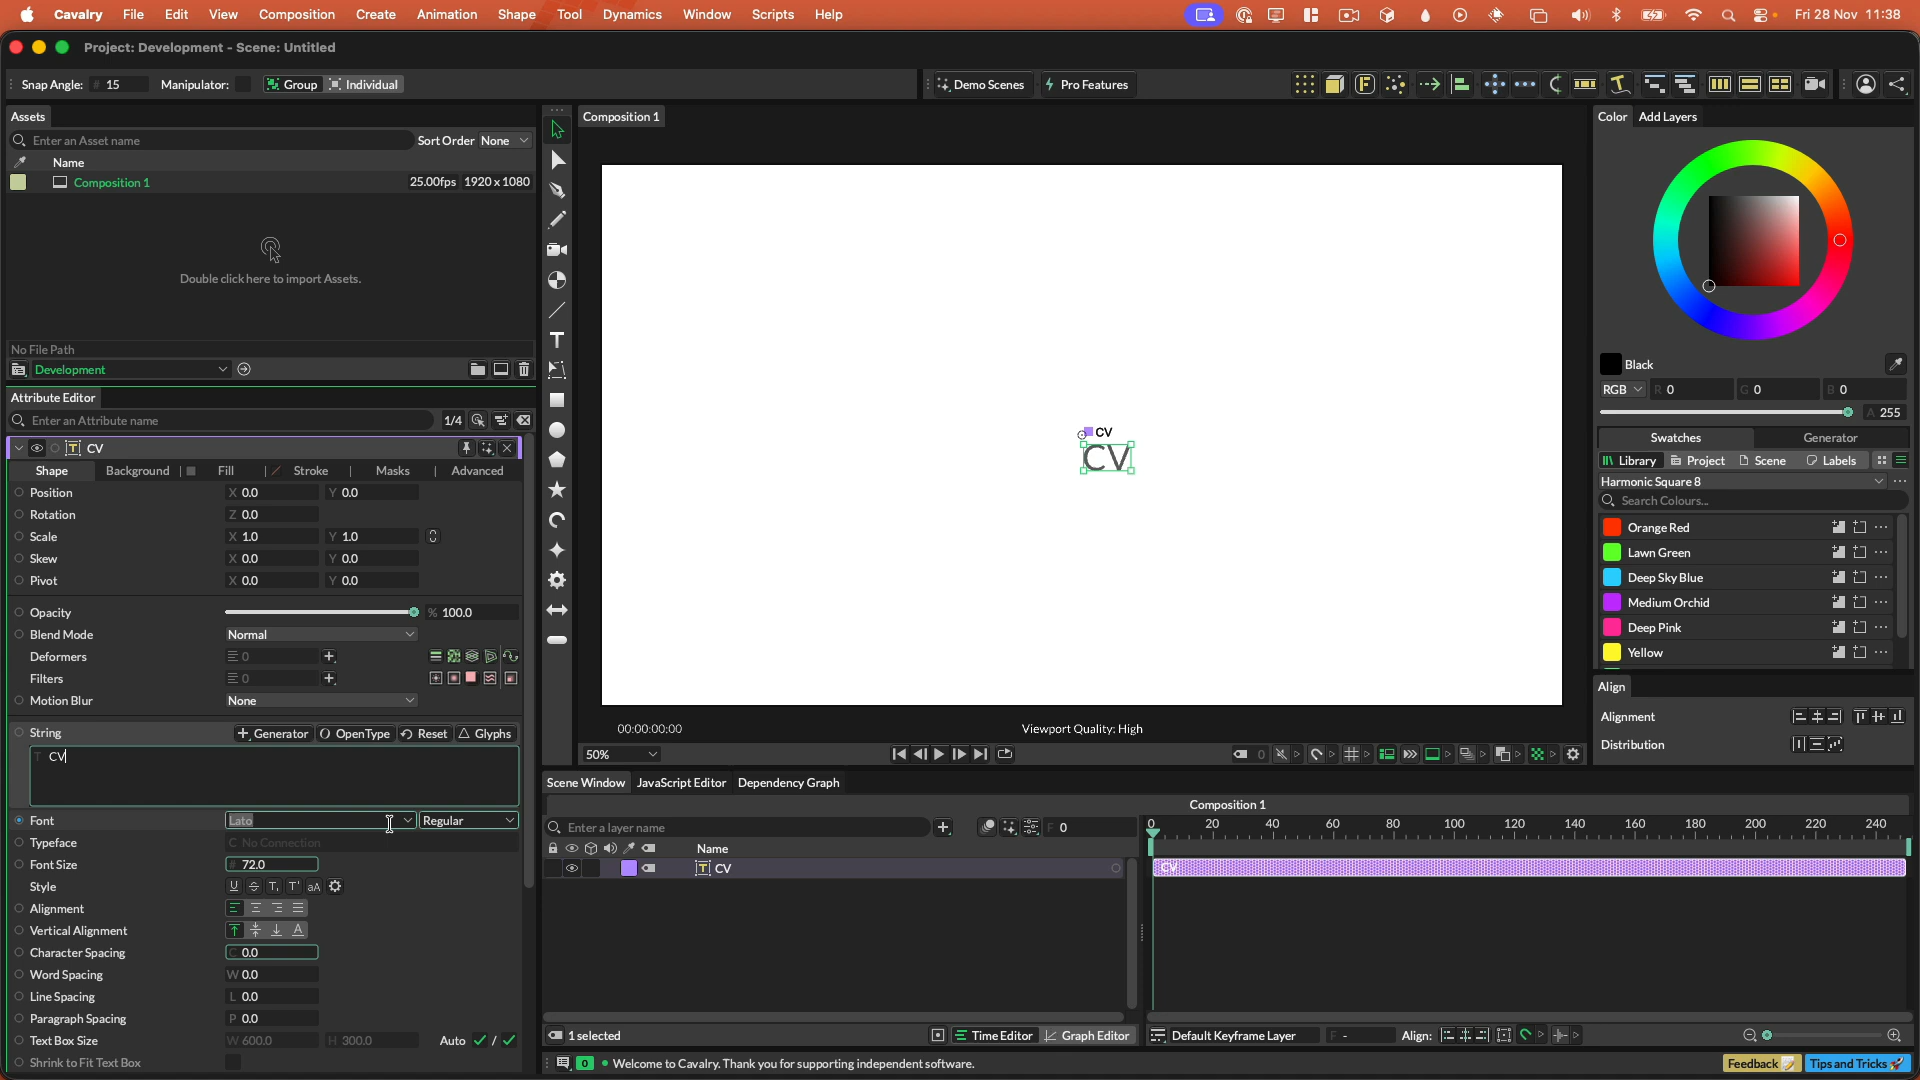 Cavalry File Edit View Composition Create Animation Shape Tool Dynamics Window Scripts Help Fri 28 Nov 11:38
Project: Development - Scene: Untitled
Snap Angle: # 15 Manipulator: Group Individual Demo Scenes Pro Features
Assets
Enter an Asset name Sort Order None
Name
Composition 1 25.00fps 1920 x 1080
Double click here to import Assets.
No File Path
Development
Attribute Editor
Enter an Attribute name 1/4
CV
Shape Background Fill Stroke Masks Advanced
Position X 0.0 Y 0.0
Rotation Z 0.0
Scale X 1.0 Y 1.0
Skew X 0.0 Y 0.0
Pivot X 0.0 Y 0.0
Opacity % 100.0
Blend Mode Normal
Deformers 0
Filters 0
Motion Blur None
String Generator OpenType Reset Glyphs
T CV
Font Lato Regular
Typeface C No Connection
Font Size # 72.0
Style
Alignment
Vertical Alignment
Character Spacing C 0.0
Word Spacing W 0.0
Line Spacing L 0.0
Paragraph Spacing P 0.0
Text Box Size W 600.0 H 300.0 Auto /
Shrink to Fit Text Box
Composition 1
CV
CV
00:00:00:00 Viewport Quality: High
50% 0
Scene Window JavaScript Editor Dependency Graph
Composition 1
Enter a layer name F 0 0 20 40 60 80 100 120 140 160 180 200 220 240
Name
CV CV
1 selected Time Editor Graph Editor Default Keyframe Layer F - Align:
0 Welcome to Cavalry. Thank you for supporting independent software. Feedback Tips and Tricks
Color Add Layers
Black
RGB R 0 G 0 B 0
A 255
Swatches Generator
Library Project Scene Labels
Harmonic Square 8
Search Colours...
Orange Red
Lawn Green
Deep Sky Blue
Medium Orchid
Deep Pink
Yellow
Align
Alignment
Distribution